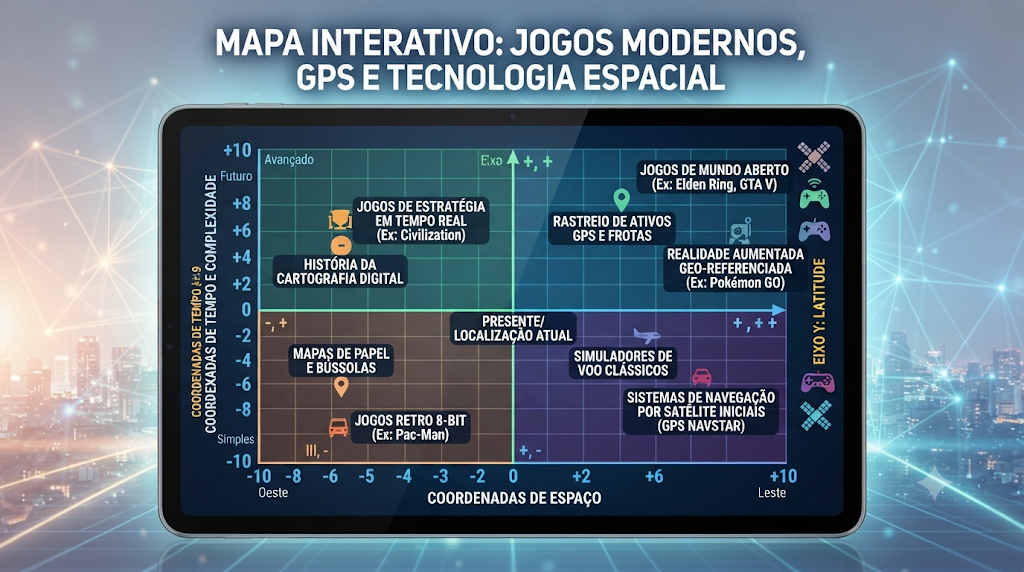 MAPA INTERATIVO: JOGOS MODERNOS,
GPS E TECNOLOGIA ESPACIAL
COORDEXADAS DE TEMPO E COMPLEXIDADE
+10
Futuro
+8
+6
+4
+2
0
-2
-4
-6
-8
Simples
-10
Avançado
+, +
JOGOS DE ESTRATÉGIA
EM TEMPO REAL
(Ex: Civilization)
HISTÓRIA DA
CARTOGRAFIA DIGITAL
JOGOS DE MUNDO ABERTO
(Ex: Elden Ring, GTA V)
RASTREIO DE ATIVOS
GPS E FROTAS
REALIDADE AUMENTADA
GEO-REFERENCIADA
(Ex: Pokémon GO)
EIXO Y: LATITUDE
-, +
PRESENTE/
LOCALIZAÇÃO ATUAL
+, + +
MAPAS DE PAPEL
E BUSSOLAS
JOGOS RETRO 8-BIT
(Ex: Pac-Man)
III, -
SIMULADORES DE
VOO CLÁSSICOS
SISTEMAS DE NAVEGAÇÃO
POR SATÉLITE INICIAIS
(GPS NAVSTAR)
+, -
-10 -8 -6 -5 -4 -3 -2 0 +2 +6 +10
Oeste
COORDENADAS DE ESPAÇO
Leste